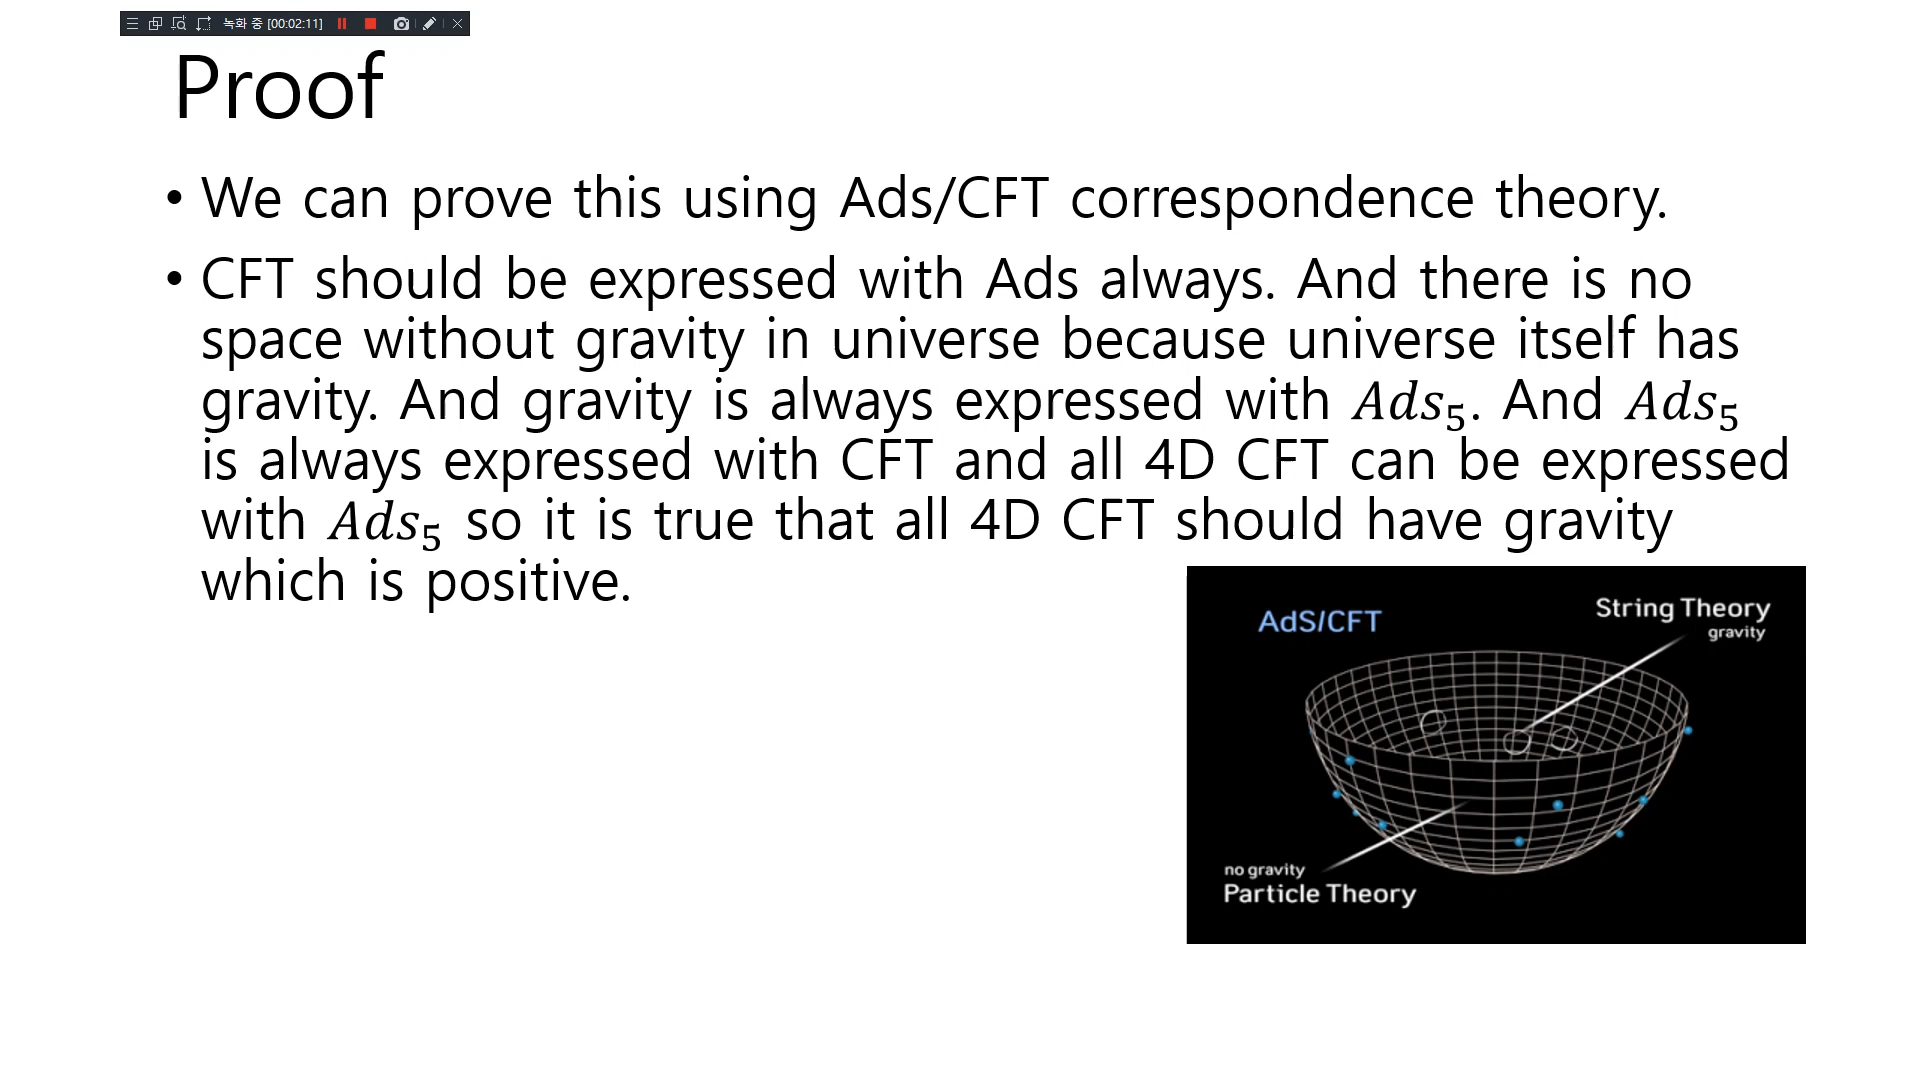 녹화 중 [00:02:11]
Proof
• We can prove this using Ads/CFT correspondence theory.
• CFT should be expressed with Ads always. And there is no
space without gravity in universe because universe itself has
gravity. And gravity is always expressed with Ads₅. And Ads₅
is always expressed with CFT and all 4D CFT can be expressed
with Ads₅ so it is true that all 4D CFT should have gravity
which is positive.
AdS/CFT
String Theory
gravity
no gravity
Particle Theory